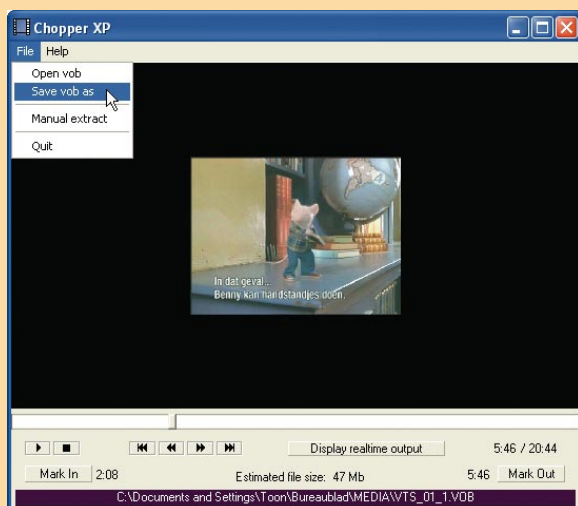 Chopper XP
File Help
Open vob
Save vob as
Manual extract
Quit
In dat geval...
Benny kan handstandjes doen.
Display realtime output 5:46 / 20:44
Mark In 2:08 Estimated file size: 47 Mb 5:46 Mark Out
C:\Documents and Settings\Toon\Bureaublad\MEDIA\VTS_01_1.VOB